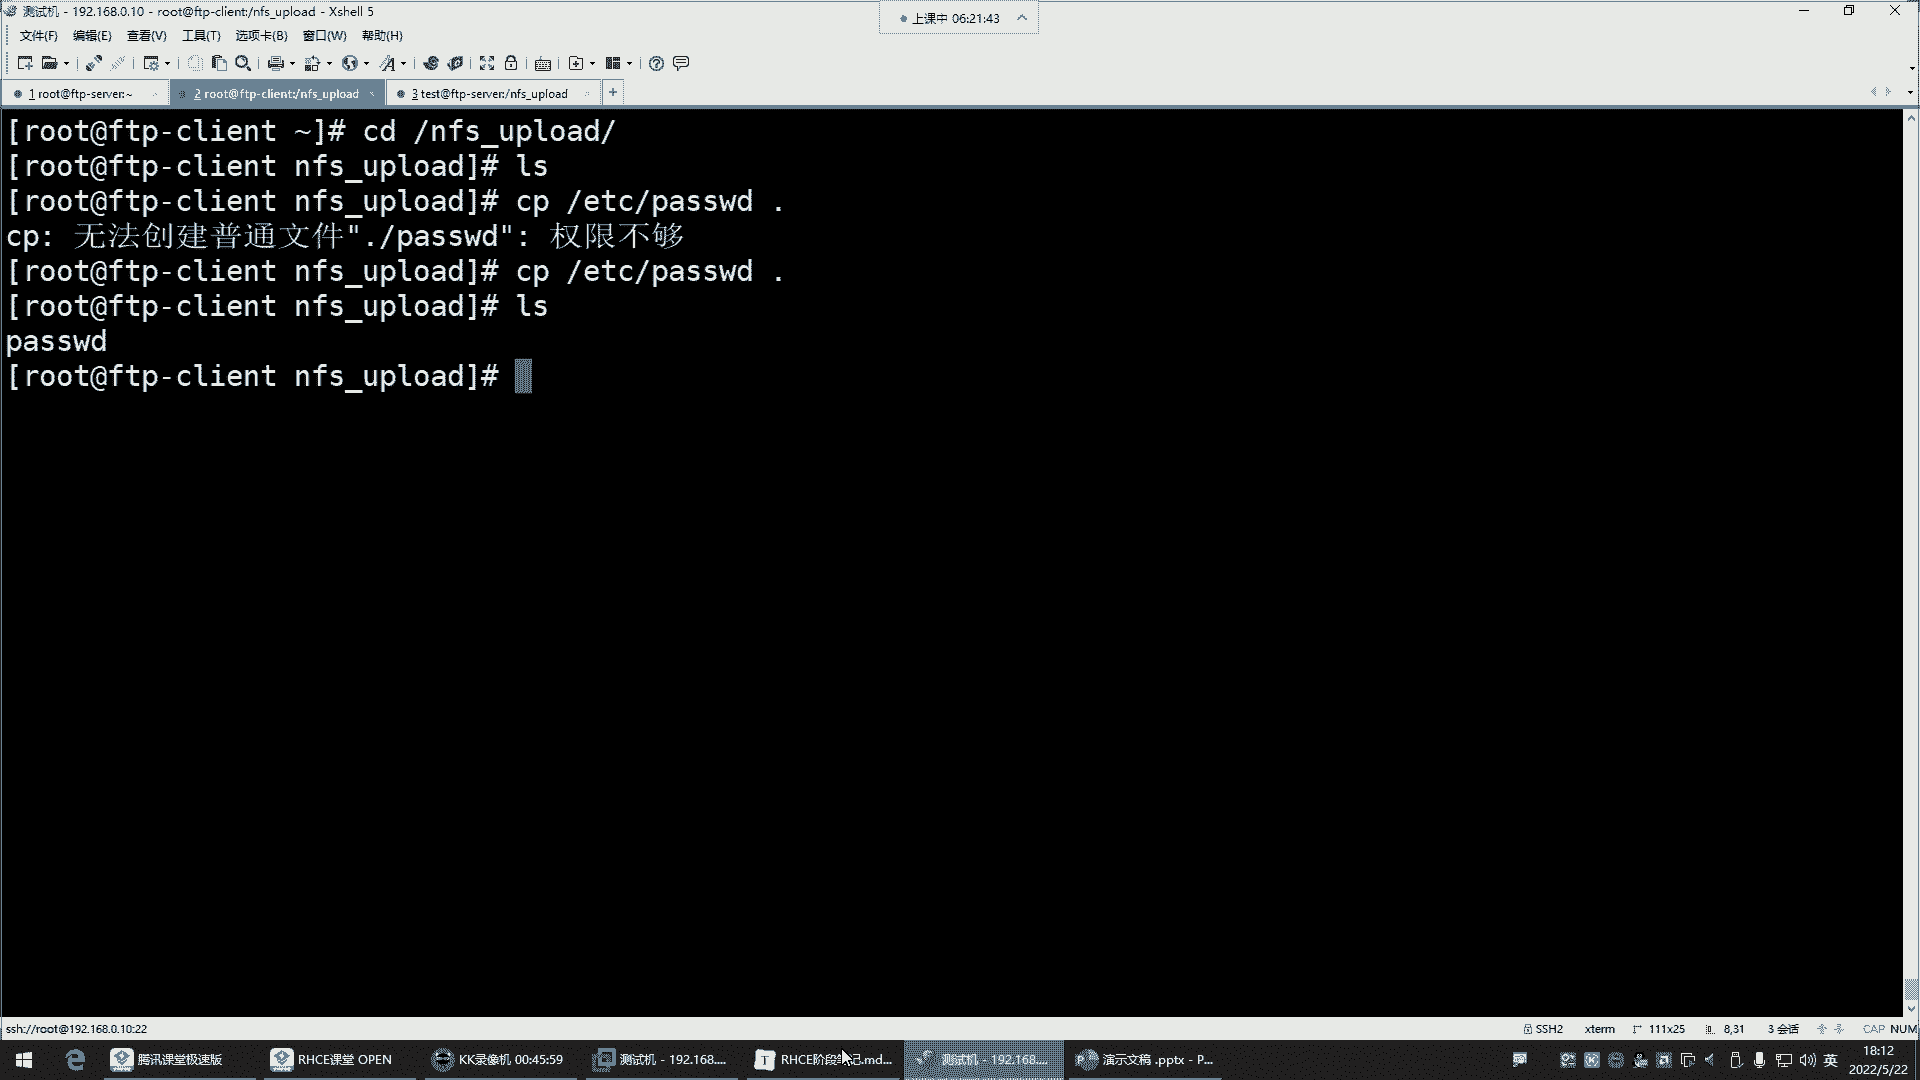 测试机 - 192.168.0.10 - root@ftp-client:/nfs_upload - Xshell 5
上课中 06:21:43
文件(F) 编辑(E) 查看(V) 工具(T) 选项卡(B) 窗口(W) 帮助(H)
1 root@ftp-server:~ 2 root@ftp-client:/nfs_upload 3 test@ftp-server:/nfs_upload
[root@ftp-client ~]# cd /nfs_upload/
[root@ftp-client nfs_upload]# ls
[root@ftp-client nfs_upload]# cp /etc/passwd .
cp: 无法创建普通文件"./passwd": 权限不够
[root@ftp-client nfs_upload]# cp /etc/passwd .
[root@ftp-client nfs_upload]# ls
passwd
[root@ftp-client nfs_upload]#
ssh://root@192.168.0.10:22 SSH2 xterm 111x25 8,31 3 会话 CAP NUM
腾讯课堂极速版 RHCE课堂 OPEN KK录像机 00:45:59 测试机 - 192.168.... RHCE阶段笔记.md... 测试机 - 192.168.... 演示文稿 .pptx - P... 英 18:12
2022/5/22